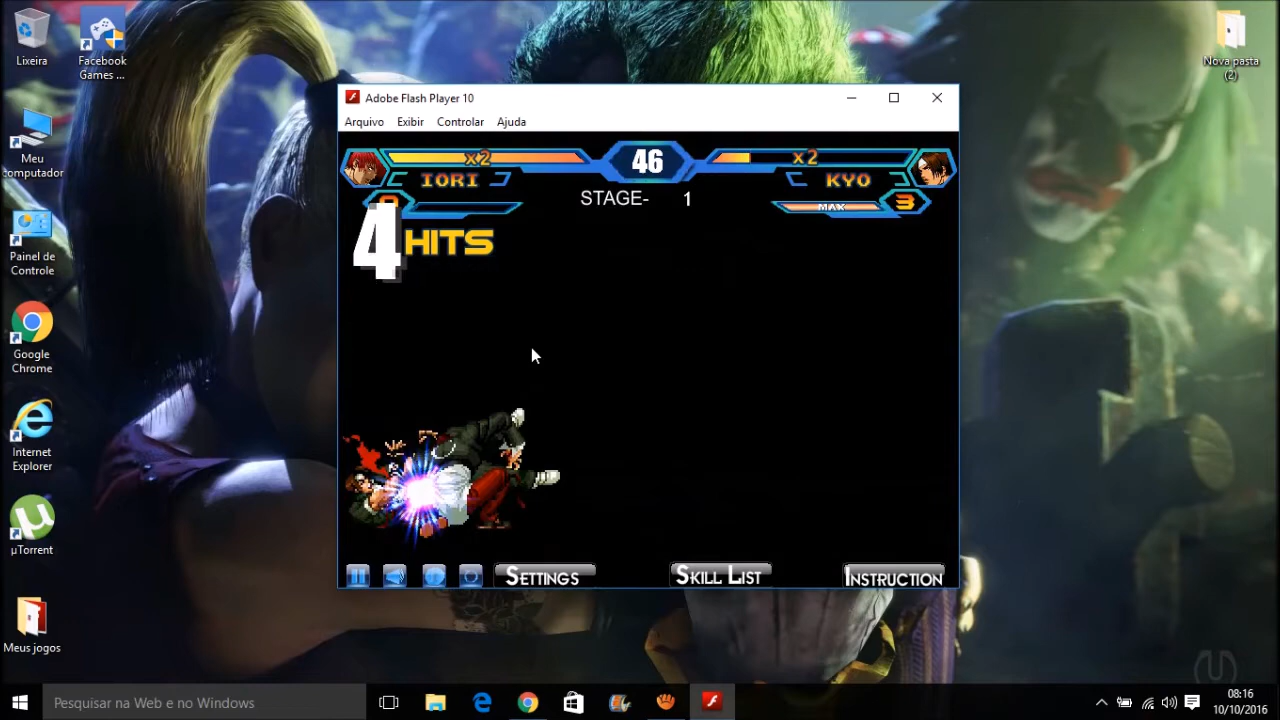 Lixeira
Facebook
Games ...
Nova pasta
(2)
Meu
computador
Painel de
Controle
Google
Chrome
Internet
Explorer
µTorrent
Meus jogos
Adobe Flash Player 10
Arquivo Exibir Controlar Ajuda
x2
46
x2
IORI
KYO
STAGE- 1
0
MAX
3
4 HITS
SETTINGS
SKILL LIST
INSTRUCTION
Pesquisar na Web e no Windows
08:16
10/10/2016